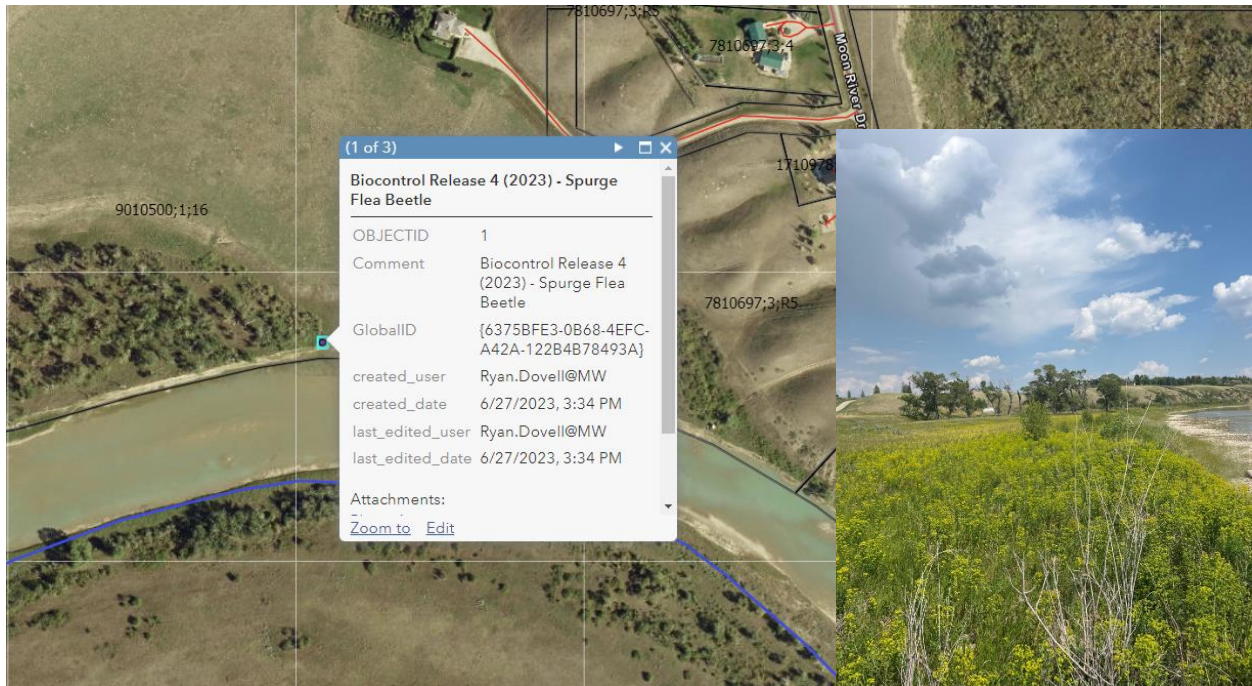 7810697;3;R5
7810697;3;4
Moon River Dr
1710978
9010500;1;16
7810697;3;R5
(1 of 3)
Biocontrol Release 4 (2023) - Spurge
Flea Beetle
OBJECTID 1
Comment Biocontrol Release 4
(2023) - Spurge Flea
Beetle
GlobalID {6375BFE3-0B68-4EFC-
A42A-122B4B78493A}
created_user Ryan.Dovell@MW
created_date 6/27/2023, 3:34 PM
last_edited_user Ryan.Dovell@MW
last_edited_date 6/27/2023, 3:34 PM
Attachments:
Zoom to Edit